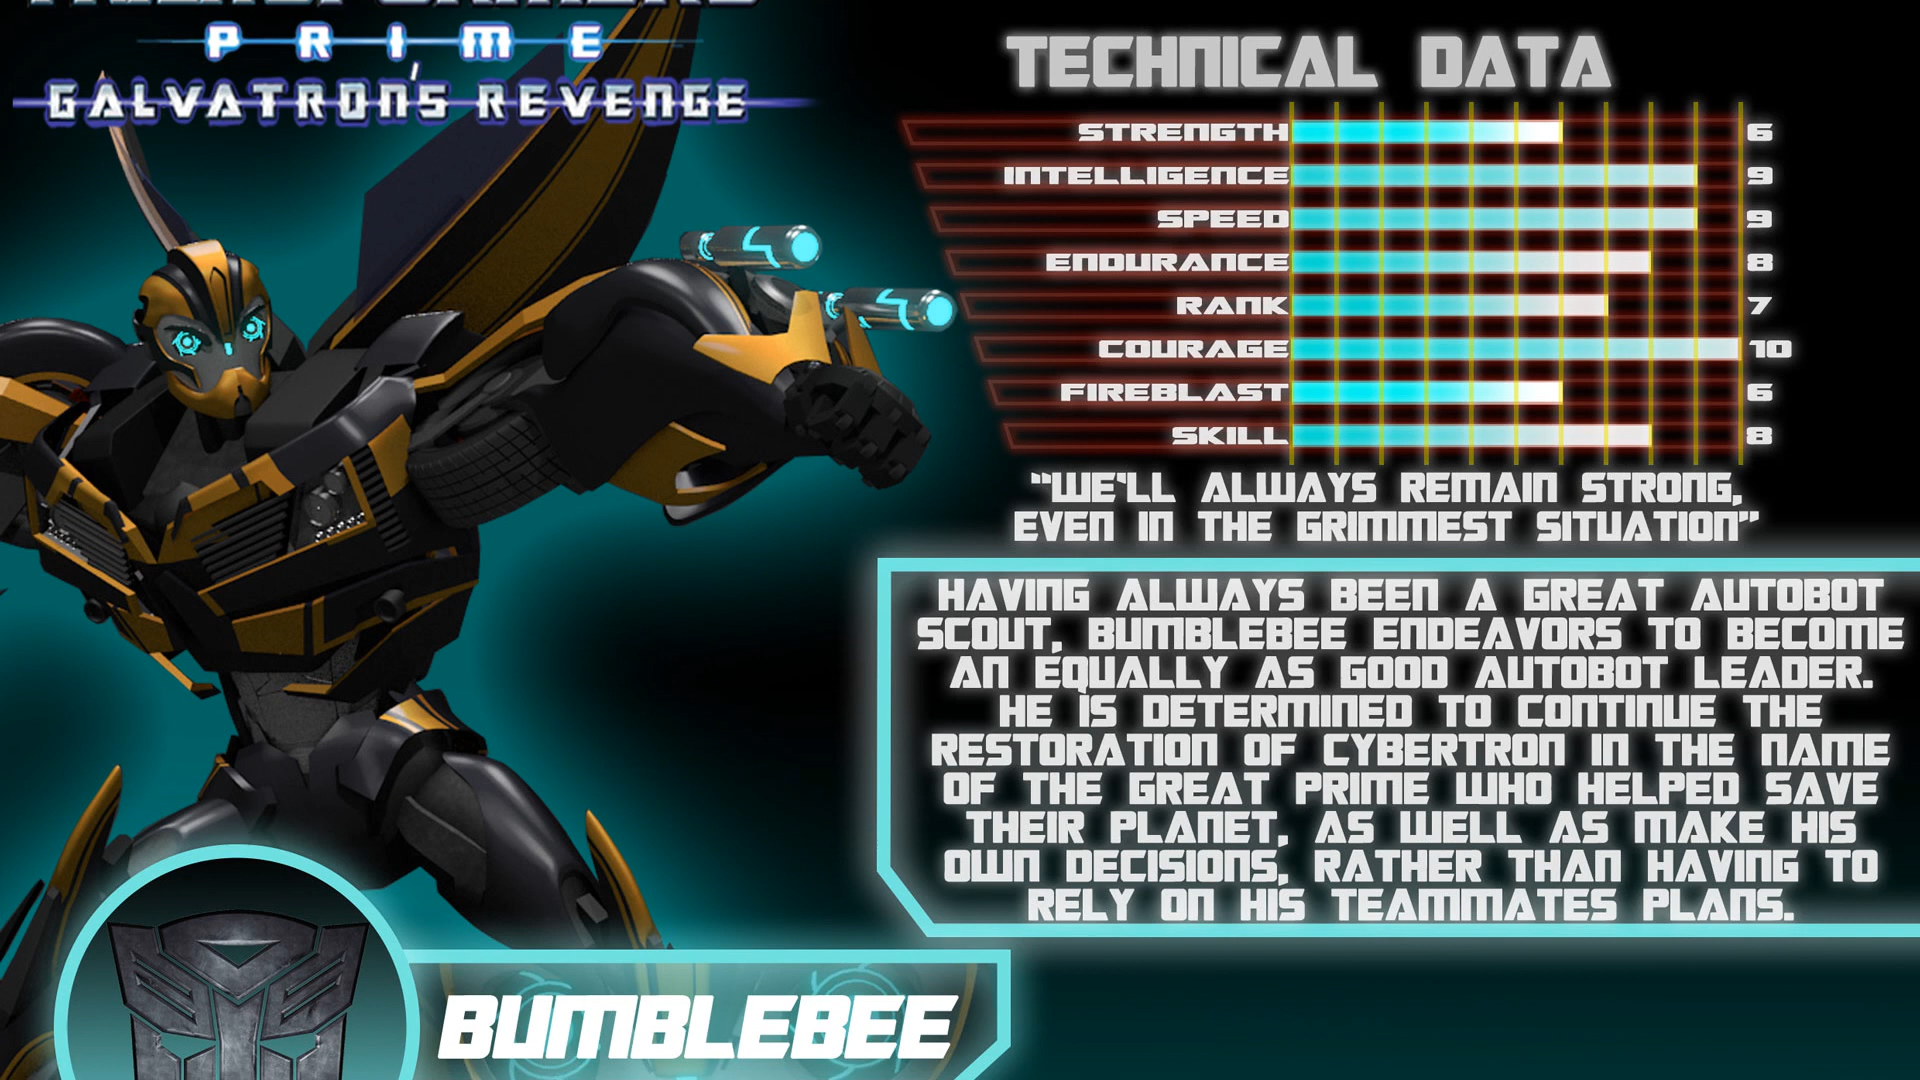 TRANSFORMERS
PRIME
GALVATRON'S REVENGE
TECHNICAL DATA
STRENGTH 6
INTELLIGENCE 9
SPEED 9
ENDURANCE 8
RANK 7
COURAGE 10
FIREBLAST 6
SKILL 8
"WE'LL ALWAYS REMAIN STRONG,
EVEN IN THE GRIMMEST SITUATION"
HAVING ALWAYS BEEN A GREAT AUTOBOT
SCOUT, BUMBLEBEE ENDEAVORS TO BECOME
AN EQUALLY AS GOOD AUTOBOT LEADER.
HE IS DETERMINED TO CONTINUE THE
RESTORATION OF CYBERTRON IN THE NAME
OF THE GREAT PRIME WHO HELPED SAVE
THEIR PLANET, AS WELL AS MAKE HIS
OWN DECISIONS, RATHER THAN HAVING TO
RELY ON HIS TEAMMATES PLANS.
BUMBLEBEE